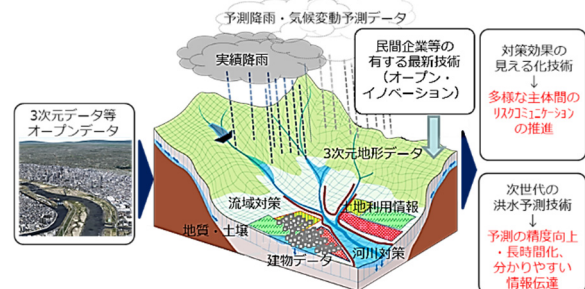 予測降雨・気候変動予測データ
実績降雨
民間企業等の
有する最新技術
(オープン・
イノベーション)
対策効果の
見える化技術
↓
多様な主体間の
リスクコミュニケーション
の推進
3次元データ等
オープンデータ
3次元地形データ
流域対策
土地利用情報
地質・土壌
建物データ
河川対策
次世代の
洪水予測技術
↓
予測の精度向上
・長時間化、
分かりやすい
情報伝達